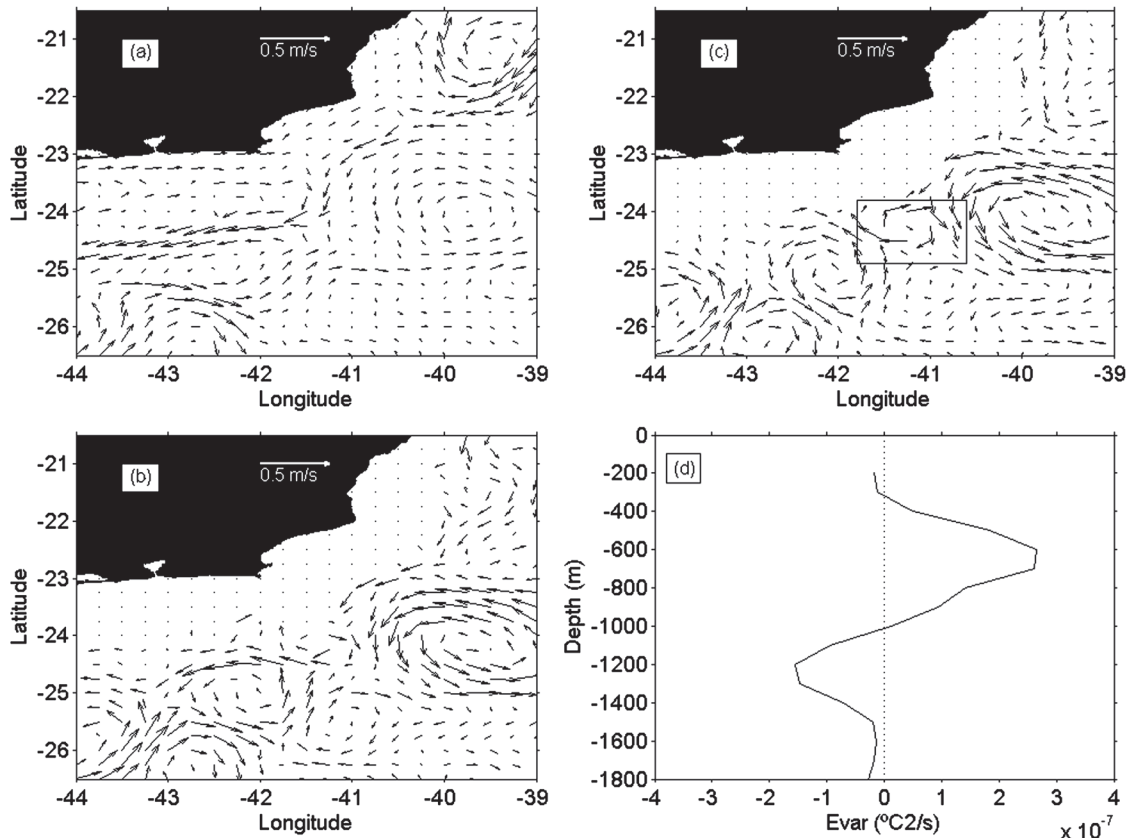 (a)
0.5 m/s
-21
-22
-23
-24
-25
-26
Latitude
-44 -43 -42 -41 -40 -39
Longitude
(c)
0.5 m/s
-21
-22
-23
-24
-25
-26
Latitude
-44 -43 -42 -41 -40 -39
Longitude
(b)
0.5 m/s
-21
-22
-23
-24
-25
-26
Latitude
-44 -43 -42 -41 -40 -39
Longitude
(d)
0
-200
-400
-600
-800
-1000
-1200
-1400
-1600
-1800
Depth (m)
-4 -3 -2 -1 0 1 2 3 4
Evar (ºC2/s)
x 10-7